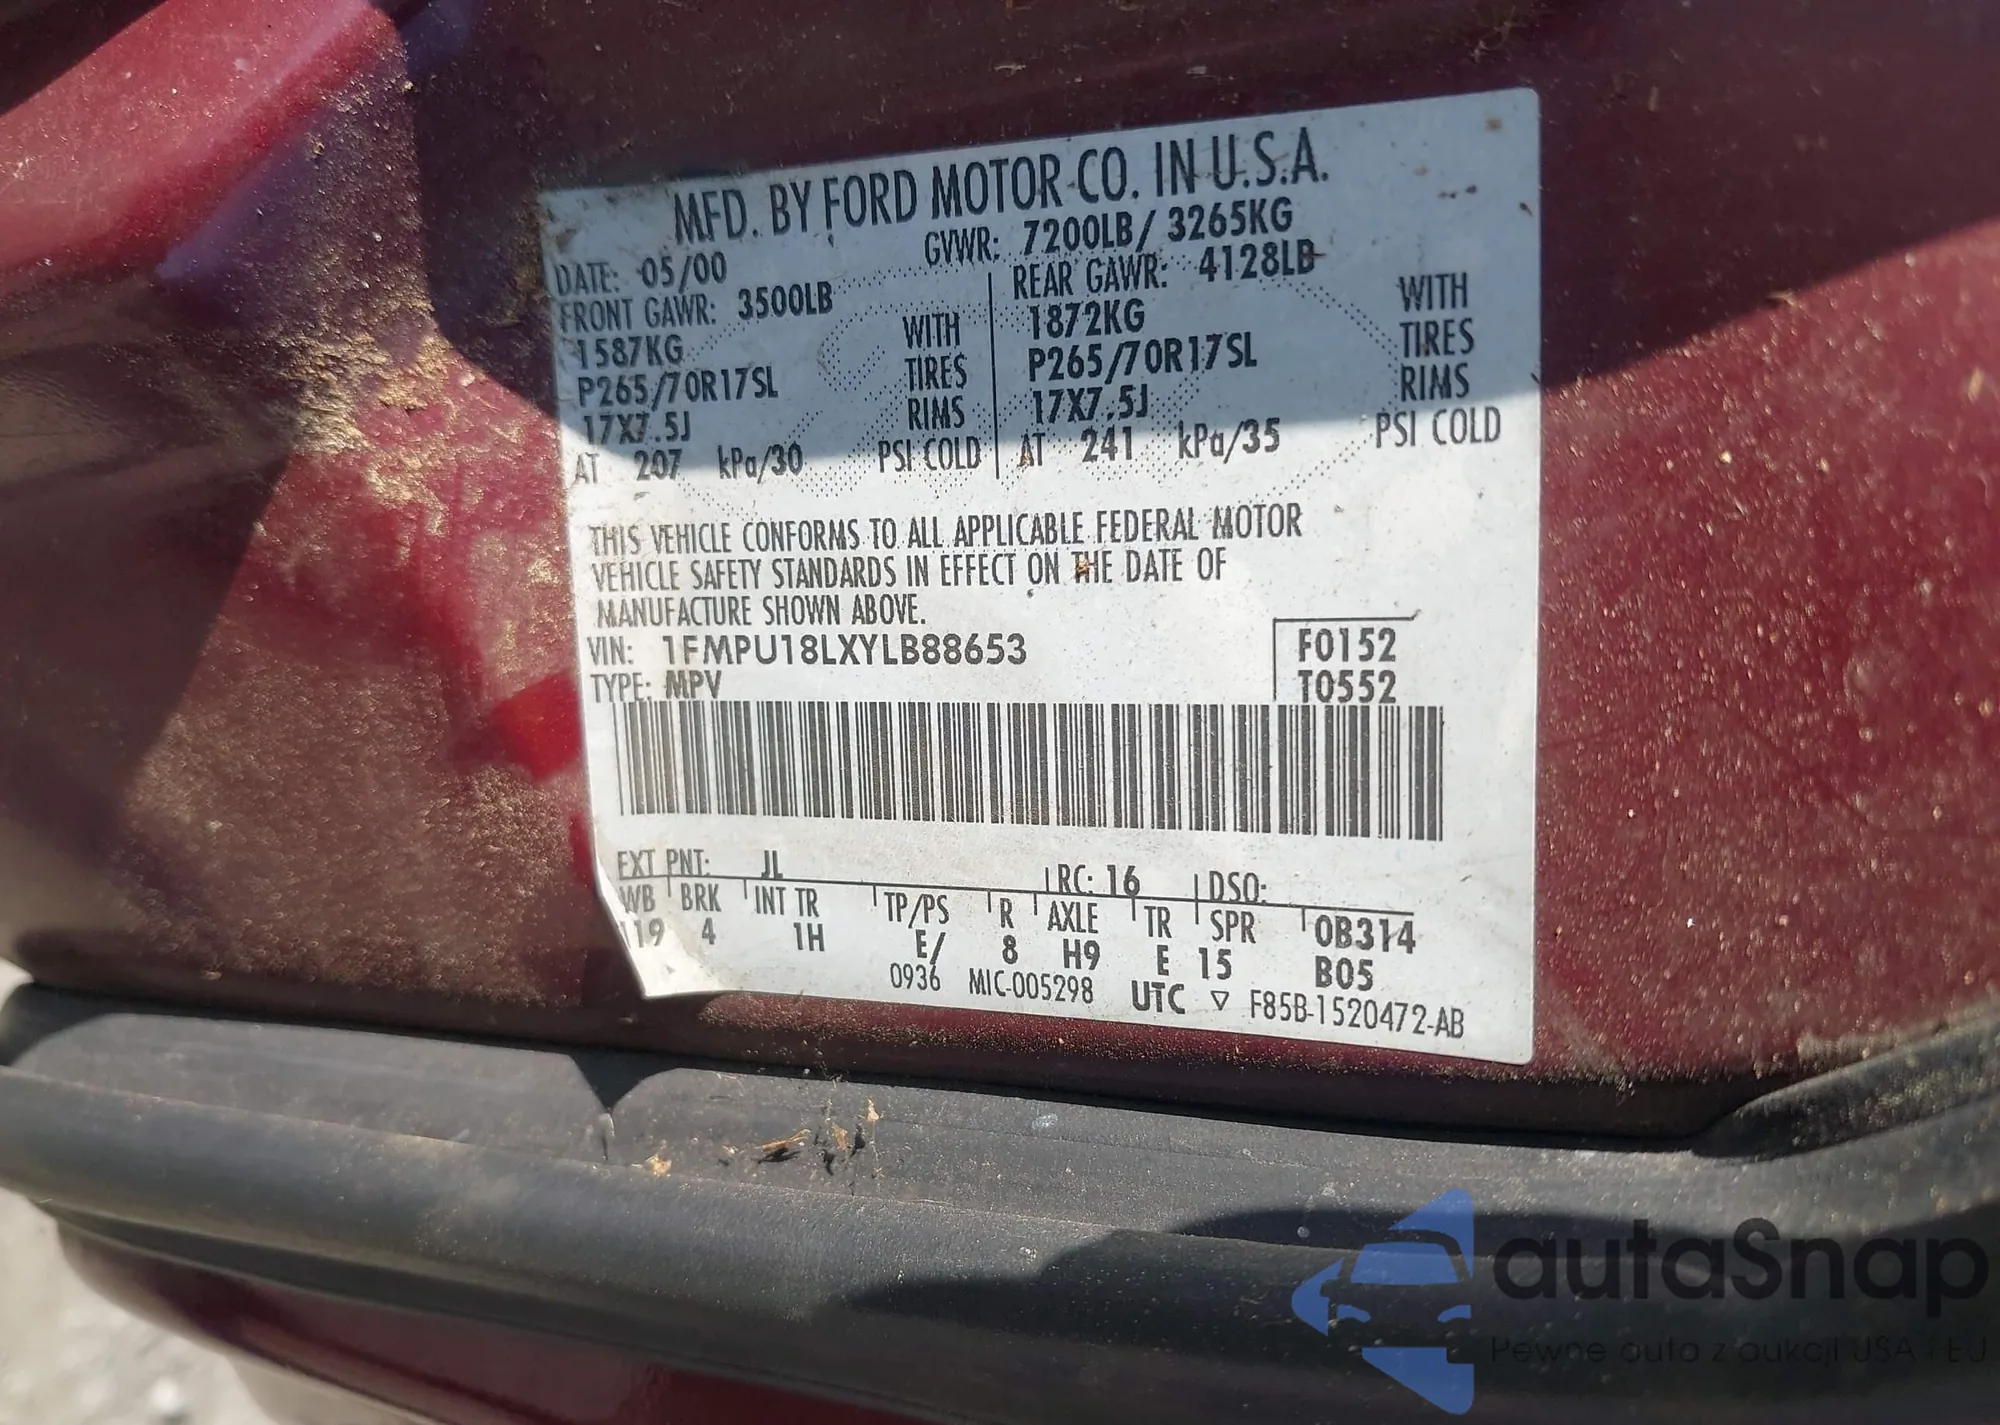 MFD. BY FORD MOTOR CO. IN U.S.A.
DATE: 05/00 GVWR: 7200LB/ 3265KG
FRONT GAWR: 3500LB REAR GAWR: 4128LB
1587KG WITH 1872KG WITH
P265/70R17SL TIRES P265/70R17SL TIRES
17X7.5J RIMS 17X7.5J RIMS
AT 207 kPa/30 PSI COLD AT 241 kPa/35 PSI COLD
THIS VEHICLE CONFORMS TO ALL APPLICABLE FEDERAL MOTOR
VEHICLE SAFETY STANDARDS IN EFFECT ON THE DATE OF
MANUFACTURE SHOWN ABOVE.
VIN: 1FMPU18LXYLB88653 F0152
TYPE: MPV T0552
EXT PNT: JL RC: 16 DSO:
WB BRK INT TR TP/PS R AXLE TR SPR 0B314
119 4 1H E/ 8 H9 E 15 B05
0936 MIC-005298 UTC ▽ F85B-1520472-AB
autaSnap
Pewne auto z aukcji USA i EU